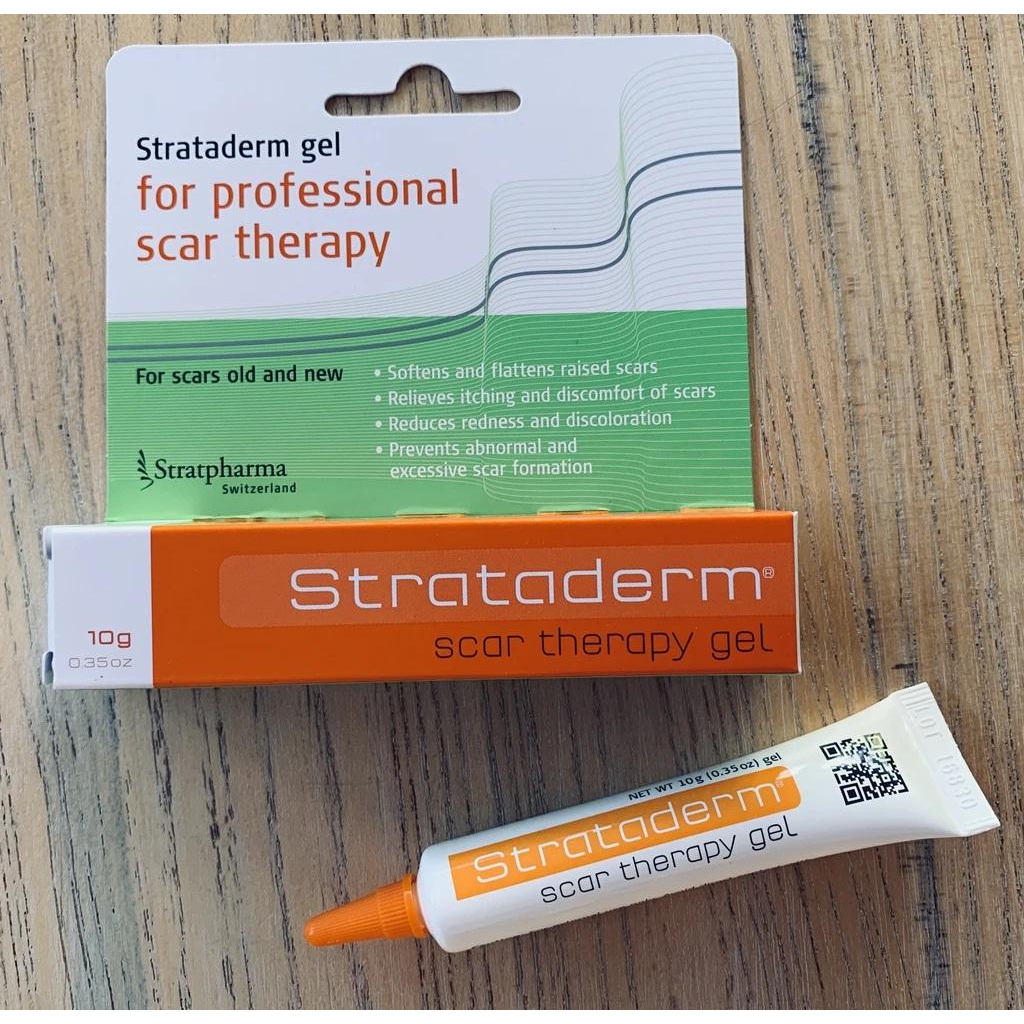 Strataderm gel
for professional
scar therapy
For scars old and new
• Softens and flattens raised scars
• Relieves itching and discomfort of scars
• Reduces redness and discoloration
• Prevents abnormal and
excessive scar formation
Stratpharma
Switzerland
Strataderm®
scar therapy gel
10g
0.35oz
NET WT 10g (0.35oz) gel
Strataderm®
scar therapy gel